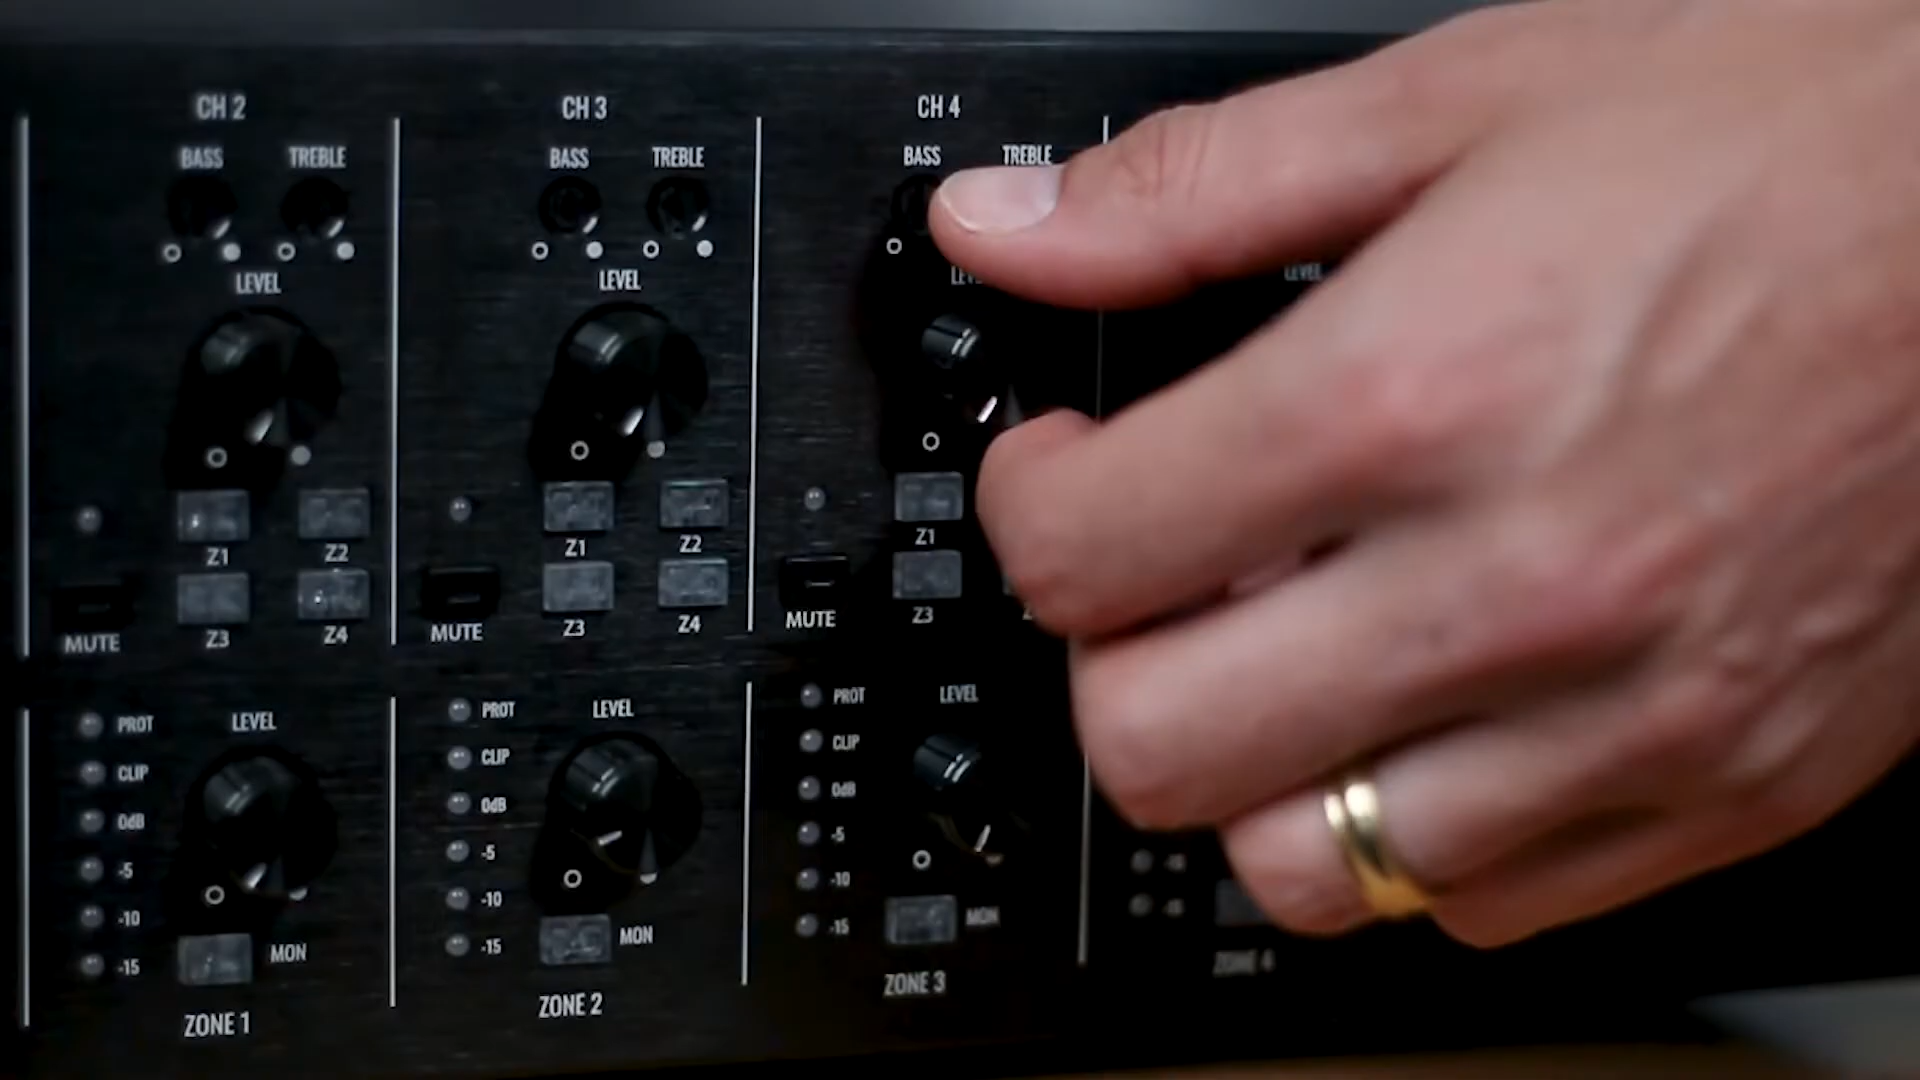 CH 2 CH 3 CH 4
BASS TREBLE BASS TREBLE BASS TREBLE
LEVEL LEVEL LEVEL
Z1 Z2 Z1 Z2 Z1
MUTE Z3 Z4 MUTE Z3 Z4 MUTE Z3
PROT LEVEL PROT LEVEL PROT LEVEL
CLIP CLIP CLIP
0dB 0dB 0dB
-5 -5 -5
-10 -10 -10
-15 MON -15 MON -15 MON
ZONE 1 ZONE 2 ZONE 3 ZONE 4